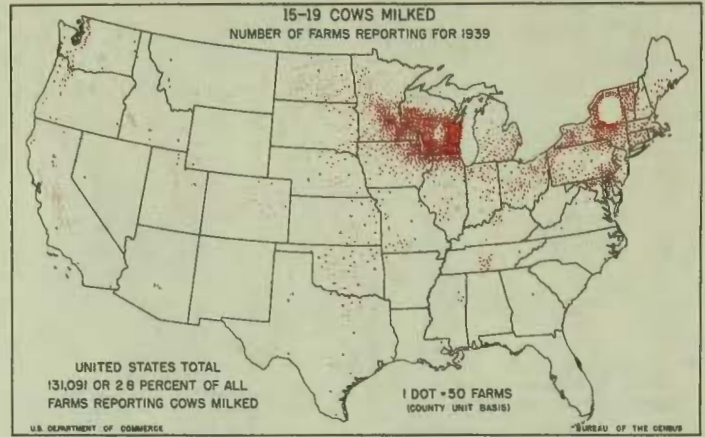 15-19 COWS MILKED
NUMBER OF FARMS REPORTING FOR 1939
UNITED STATES TOTAL
131,091 OR 2.8 PERCENT OF ALL
FARMS REPORTING COWS MILKED
1 DOT = 50 FARMS
(COUNTY UNIT BASIS)
U.S. DEPARTMENT OF COMMERCE
BUREAU OF THE CENSUS